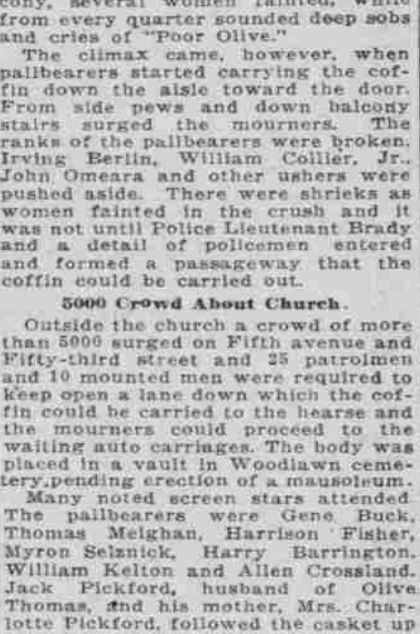 cony, several women fainted, while
from every quarter sounded deep sobs
and cries of "Poor Olive."
The climax came, however, when
pallbearers started carrying the cof-
fin down the aisle toward the door.
From side pews and down balcony
stairs surged the mourners. The
ranks of the pallbearers were broken.
Irving Berlin, William Collier, Jr.,
John Omeara and other ushers were
pushed aside. There were shrieks as
women fainted in the crush and it
was not until Police Lieutenant Brady
and a detail of policemen entered
and formed a passageway that the
coffin could be carried out.
5000 Crowd About Church.
Outside the church a crowd of more
than 5000 surged on Fifth avenue and
Fifty-third street and 25 patrolmen
and 10 mounted men were required to
keep open a lane down which the cof-
fin could be carried to the hearse and
the mourners could proceed to the
waiting auto carriages. The body was
placed in a vault in Woodlawn ceme-
tery,pending erection of a mausoleum.
Many noted screen stars attended.
The pallbearers were Gene Buck,
Thomas Meighan, Harrison Fisher,
Myron Selznick, Harry Barrington,
William Kelton and Allen Crossland.
Jack Pickford, husband of Olive
Thomas, and his mother, Mrs. Char-
lotte Pickford, followed the casket up